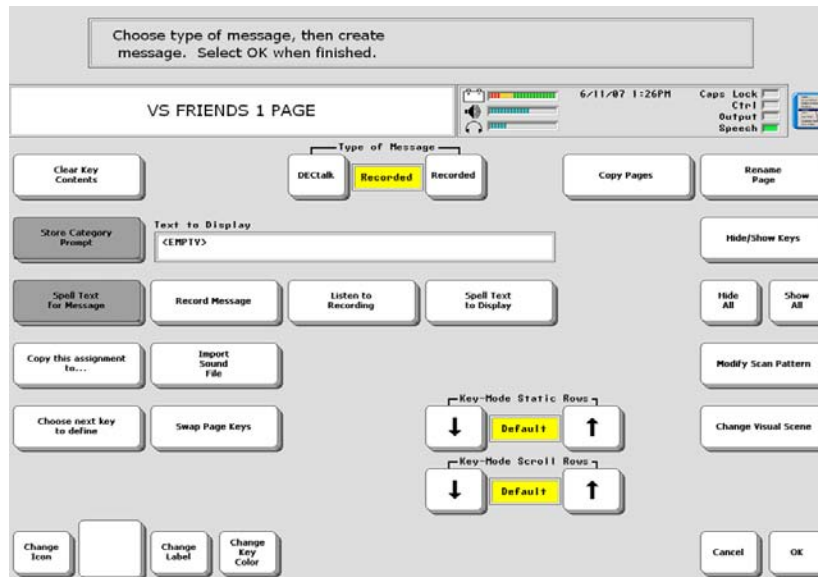 Choose type of message, then create
message. Select OK when finished.
VS FRIENDS 1 PAGE
6/11/07 1:26PM
Caps Lock
Ctrl
Output
Speech
Type of Message
Clear Key
Contents
DECtalk
Recorded
Recorded
Copy Pages
Rename
Page
Store Category
Prompt
Text to Display
<EMPTY>
Hide/Show Keys
Spell Text
for Message
Record Message
Listen to
Recording
Spell Text
to Display
Hide
All
Show
All
Copy this assignment
to...
Import
Sound
File
Modify Scan Pattern
Choose next key
to define
Swap Page Keys
Key-Mode Static Rows
Default
Change Visual Scene
Key-Mode Scroll Rows
Default
Change
Icon
Change
Label
Change
Key
Color
Cancel
OK